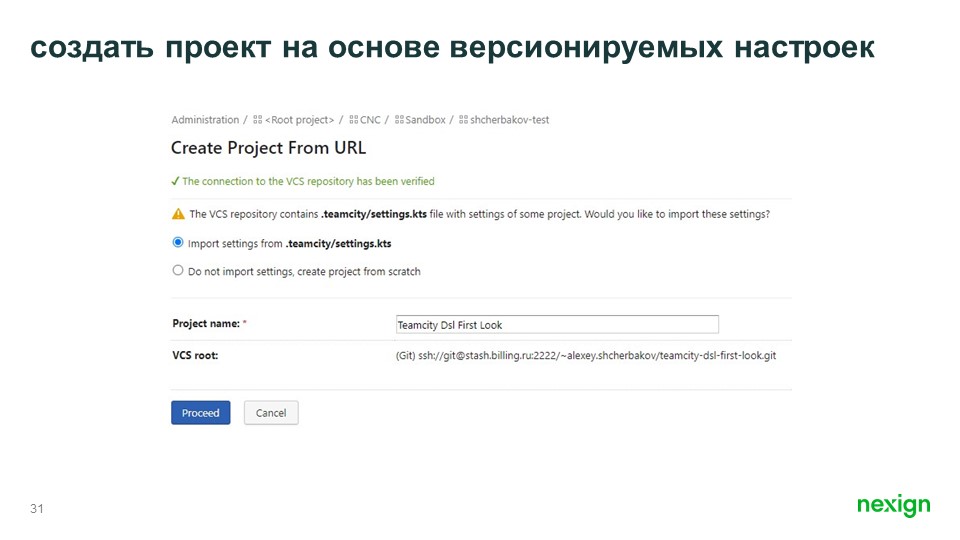 создать проект на основе версионируемых настроек
Administration / <Root project> / CNC / Sandbox / shcherbakov-test
Create Project From URL
✓ The connection to the VCS repository has been verified
The VCS repository contains .teamcity/settings.kts file with settings of some project. Would you like to import these settings?
Import settings from .teamcity/settings.kts
Do not import settings, create project from scratch
Project name: * Teamcity Dsl First Look
VCS root: (Git) ssh://git@stash.billing.ru:2222/~alexey.shcherbakov/teamcity-dsl-first-look.git
Proceed Cancel
31
nexign